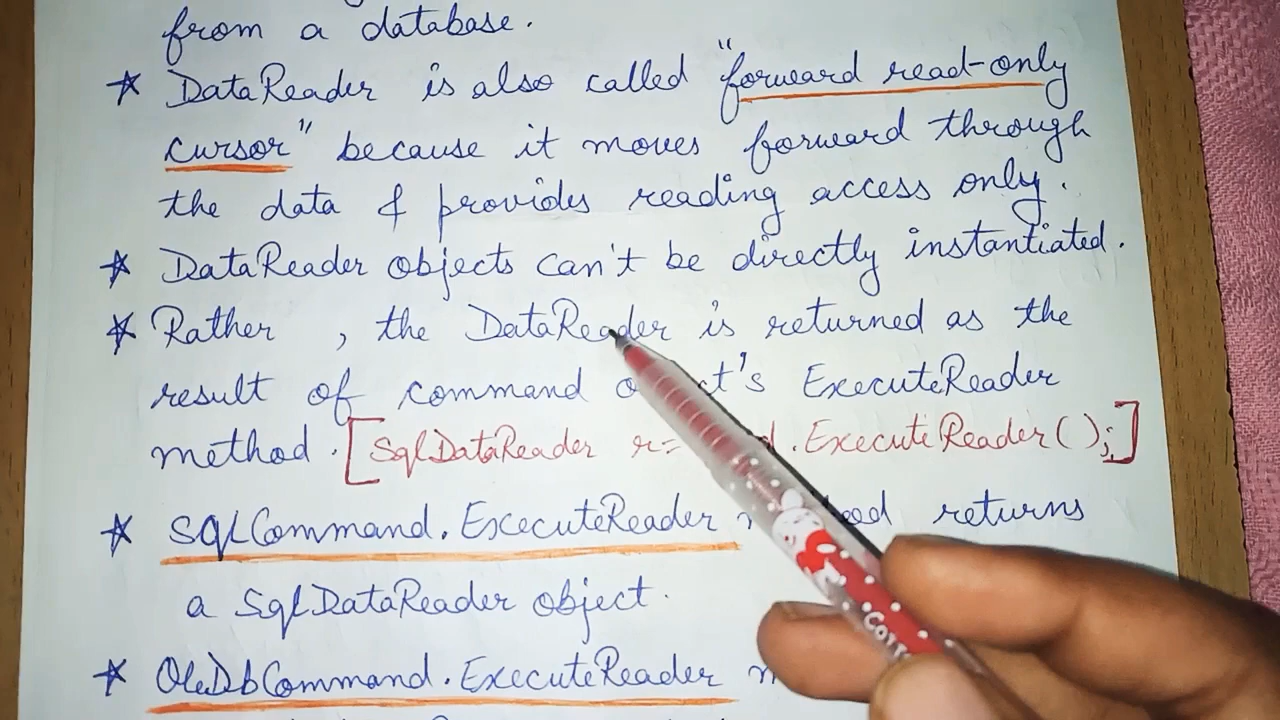 from a database.
☆ DataReader is also called "forward read-only
cursor" because it moves forward through
the data & provides reading access only.
☆ DataReader objects can't be directly instantiated.
☆ Rather , the DataReader is returned as the
result of command 's ExecuteReader
method. [SqlDataReader r= .ExecuteReader();]
☆ SQLCommand.ExecuteReader returns
a SqlDataReader object.
☆ OleDbCommand.ExecuteReader